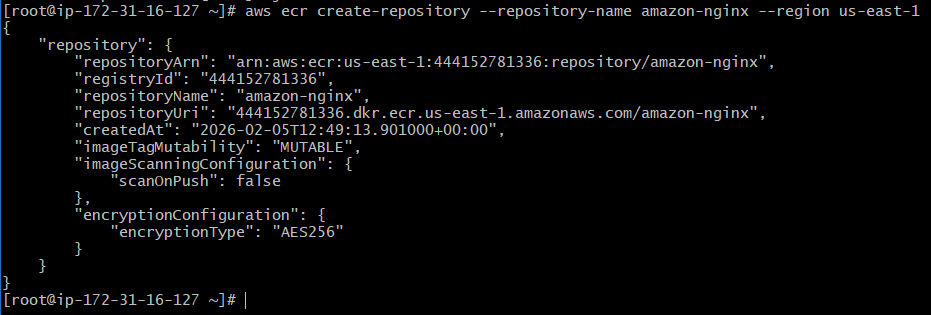 [root@ip-172-31-16-127 ~]# aws ecr create-repository --repository-name amazon-nginx --region us-east-1
{
    "repository": {
        "repositoryArn": "arn:aws:ecr:us-east-1:444152781336:repository/amazon-nginx",
        "registryId": "444152781336",
        "repositoryName": "amazon-nginx",
        "repositoryUri": "444152781336.dkr.ecr.us-east-1.amazonaws.com/amazon-nginx",
        "createdAt": "2026-02-05T12:49:13.901000+00:00",
        "imageTagMutability": "MUTABLE",
        "imageScanningConfiguration": {
            "scanOnPush": false
        },
        "encryptionConfiguration": {
            "encryptionType": "AES256"
        }
    }
}
[root@ip-172-31-16-127 ~]#